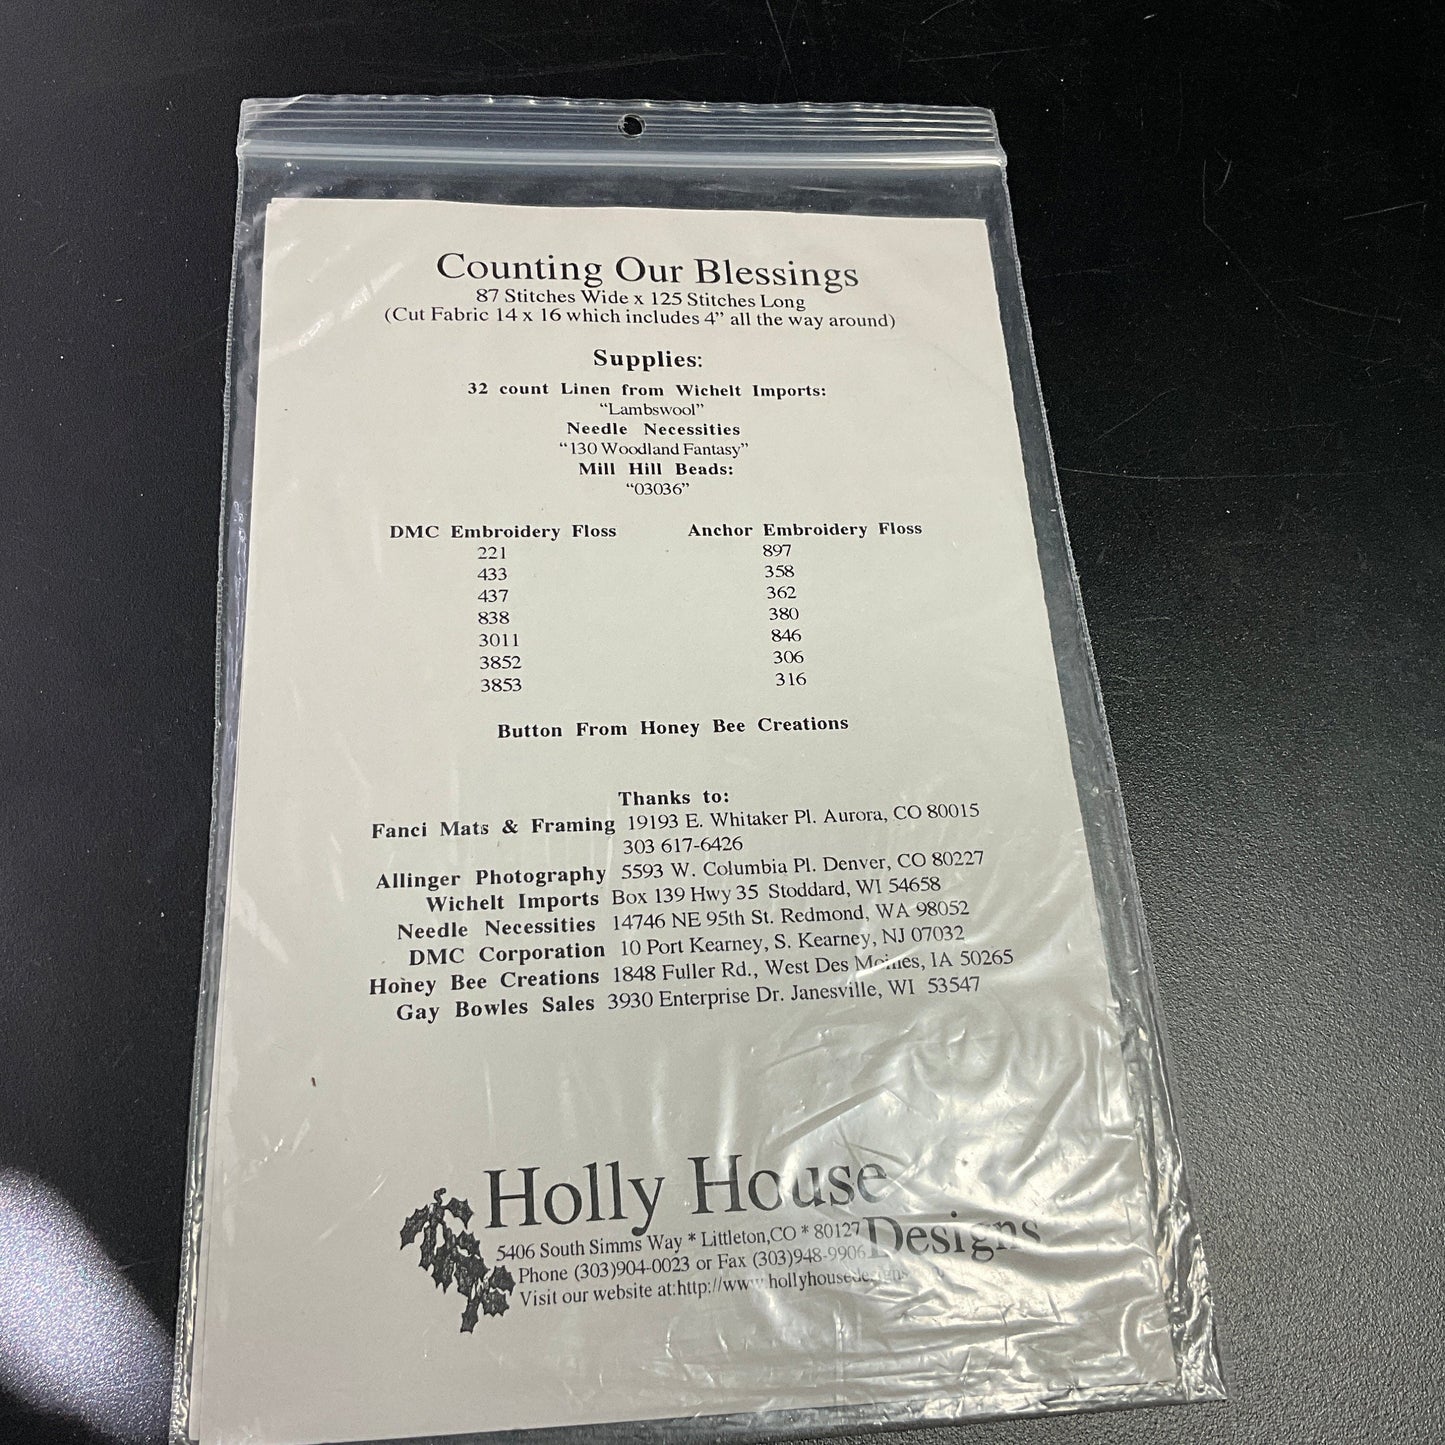 Counting Our Blessings
87 Stitches Wide x 125 Stitches Long
(Cut Fabric 14 x 16 which includes 4” all the way around)
Supplies:
32 count Linen from Wichelt Imports:
“Lambswool”
Needle Necessities
“130 Woodland Fantasy”
Mill Hill Beads:
“03036”
DMC Embroidery Floss Anchor Embroidery Floss
221 897
433 358
437 362
838 380
3011 846
3852 306
3853 316
Button From Honey Bee Creations
Thanks to:
Fanci Mats & Framing 19193 E. Whitaker Pl. Aurora, CO 80015
303 617-6426
Allinger Photography 5593 W. Columbia Pl. Denver, CO 80227
Wichelt Imports Box 139 Hwy 35 Stoddard, WI 54658
Needle Necessities 14746 NE 95th St. Redmond, WA 98052
DMC Corporation 10 Port Kearney, S. Kearney, NJ 07032
Honey Bee Creations 1848 Fuller Rd., West Des Moines, IA 50265
Gay Bowles Sales 3930 Enterprise Dr. Janesville, WI 53547
Holly House
Designs
5406 South Simms Way * Littleton,CO * 80127
Phone (303)904-0023 or Fax (303)948-9906
Visit our website at: